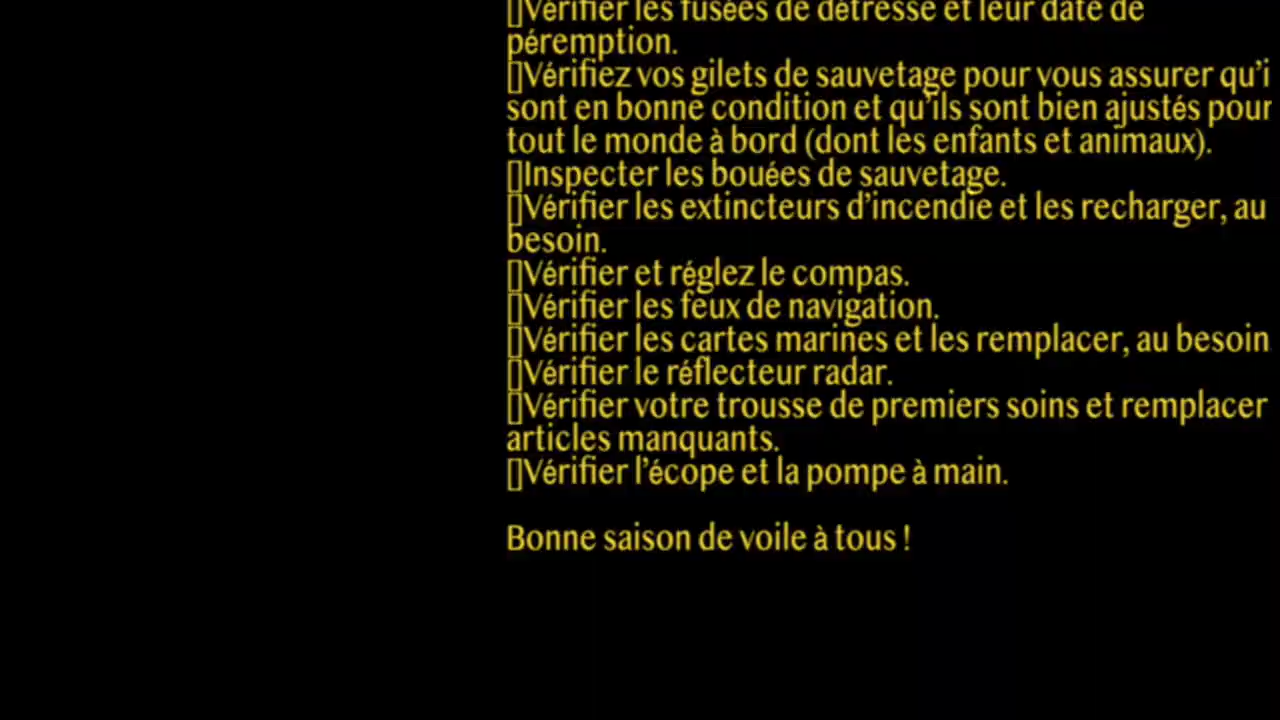 ▯Vérifier les fusées de détresse et leur date de
péremption.
▯Vérifiez vos gilets de sauvetage pour vous assurer qu’i
sont en bonne condition et qu’ils sont bien ajustés pour
tout le monde à bord (dont les enfants et animaux).
▯Inspecter les bouées de sauvetage.
▯Vérifier les extincteurs d’incendie et les recharger, au
besoin.
▯Vérifier et réglez le compas.
▯Vérifier les feux de navigation.
▯Vérifier les cartes marines et les remplacer, au besoin
▯Vérifier le réflecteur radar.
▯Vérifier votre trousse de premiers soins et remplacer
articles manquants.
▯Vérifier l’écope et la pompe à main.
Bonne saison de voile à tous !